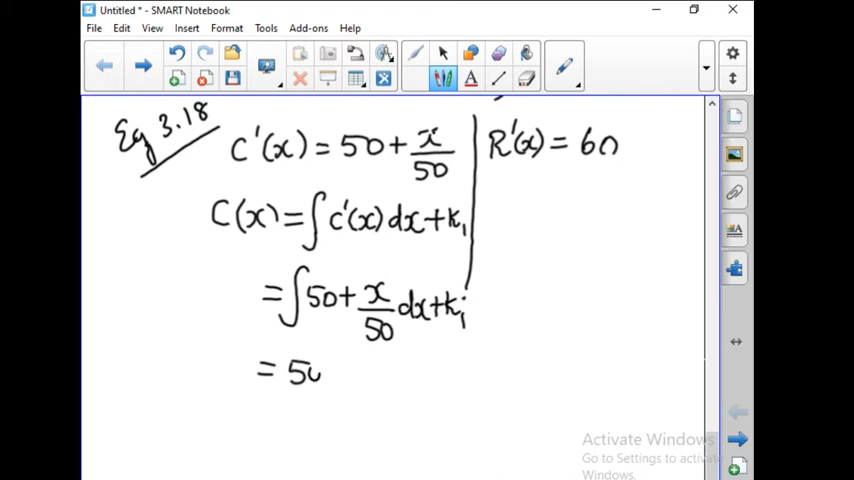 Untitled * - SMART Notebook
File Edit View Insert Format Tools Add-ons Help
Eg 3.18
C'(x) = 50 + x/50
R'(x) = 60
C(x) = ∫ c'(x) dx + k₁
= ∫ 50 + x/50 dx + k₁
= 50
Activate Windows
Go to Settings to activate
Windows.